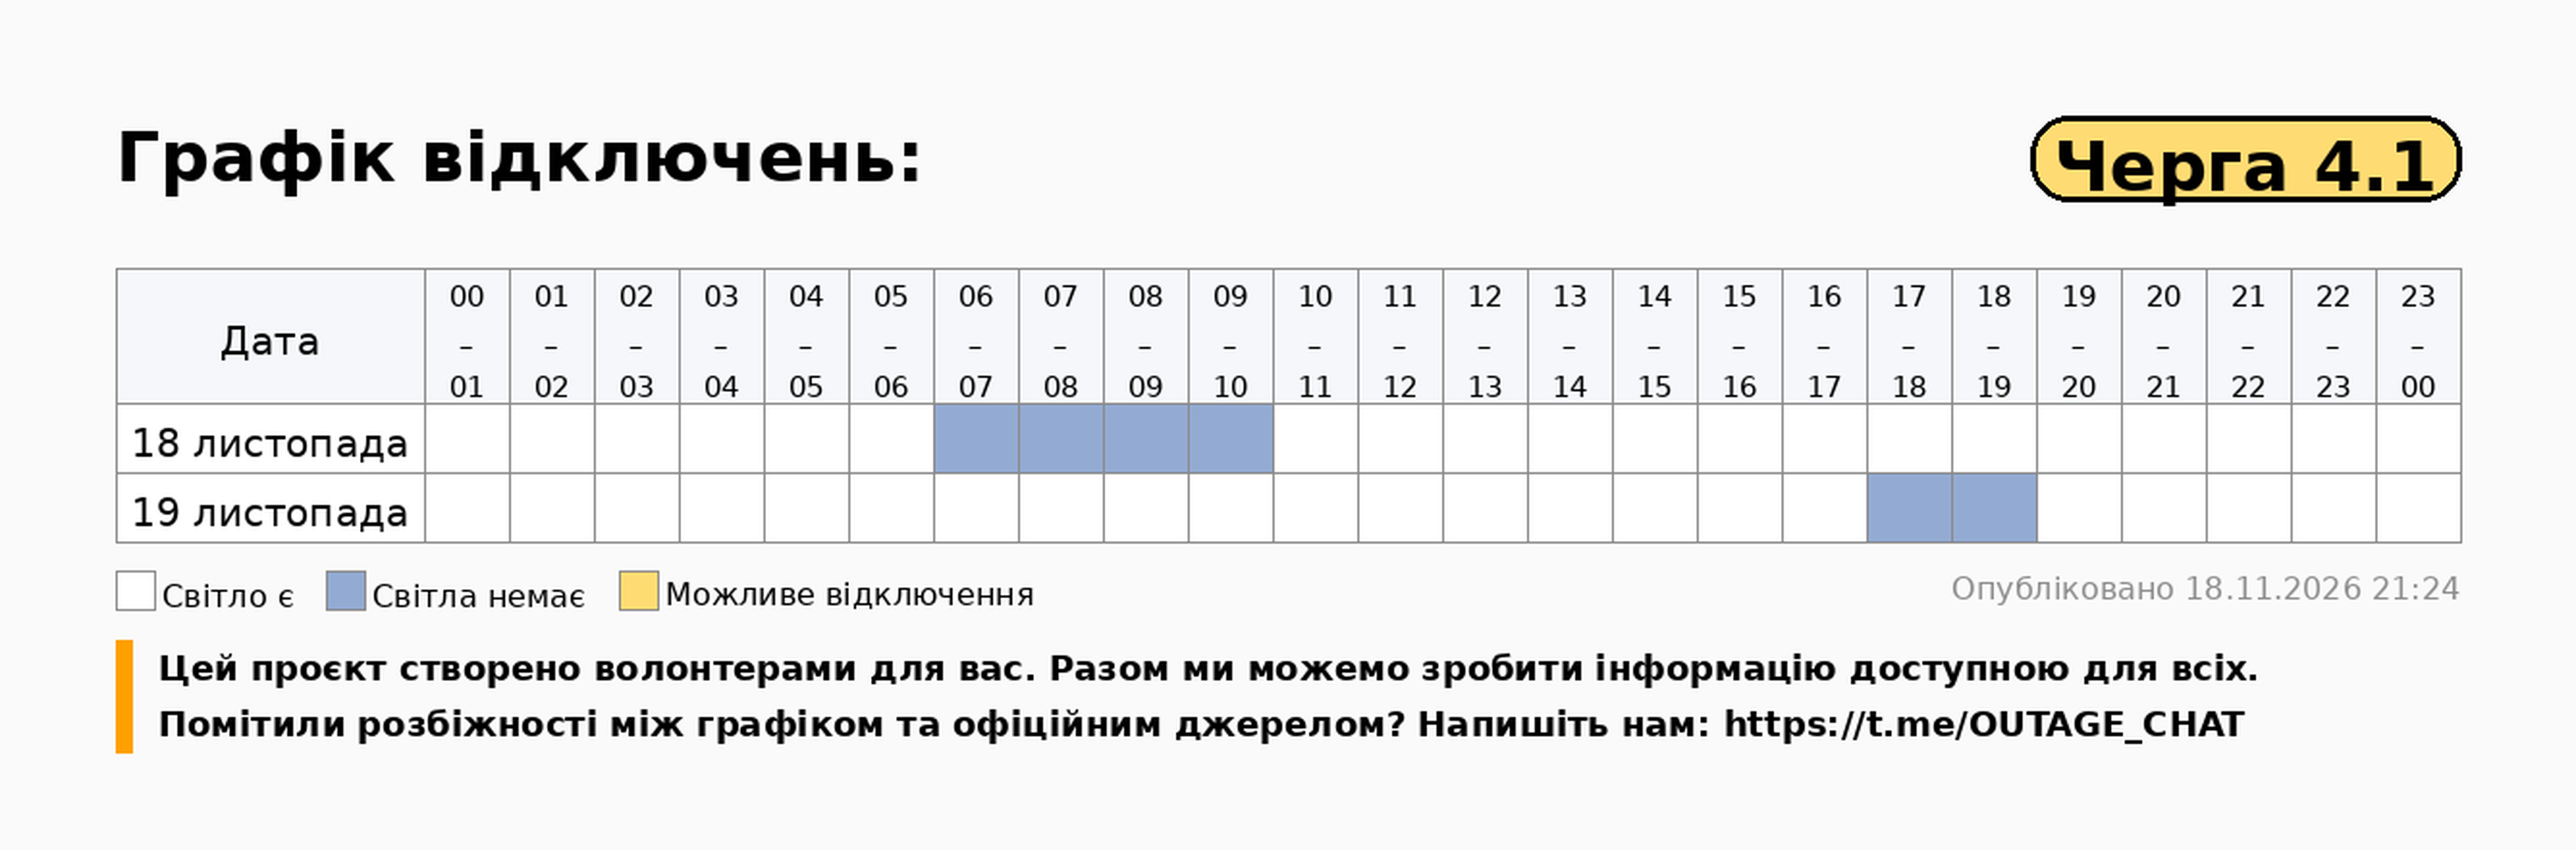 Графік відключень:
Черга 4.1
Дата 00 – 01 01 – 02 02 – 03 03 – 04 04 – 05 05 – 06 06 – 07 07 – 08 08 – 09 09 – 10 10 – 11 11 – 12 12 – 13 13 – 14 14 – 15 15 – 16 16 – 17 17 – 18 18 – 19 19 – 20 20 – 21 21 – 22 22 – 23 23 – 00
18 листопада
19 листопада
Світло є Світла немає Можливе відключення
Опубліковано 18.11.2026 21:24
Цей проєкт створено волонтерами для вас. Разом ми можемо зробити інформацію доступною для всіх.
Помітили розбіжності між графіком та офіційним джерелом? Напишіть нам: https://t.me/OUTAGE_CHAT